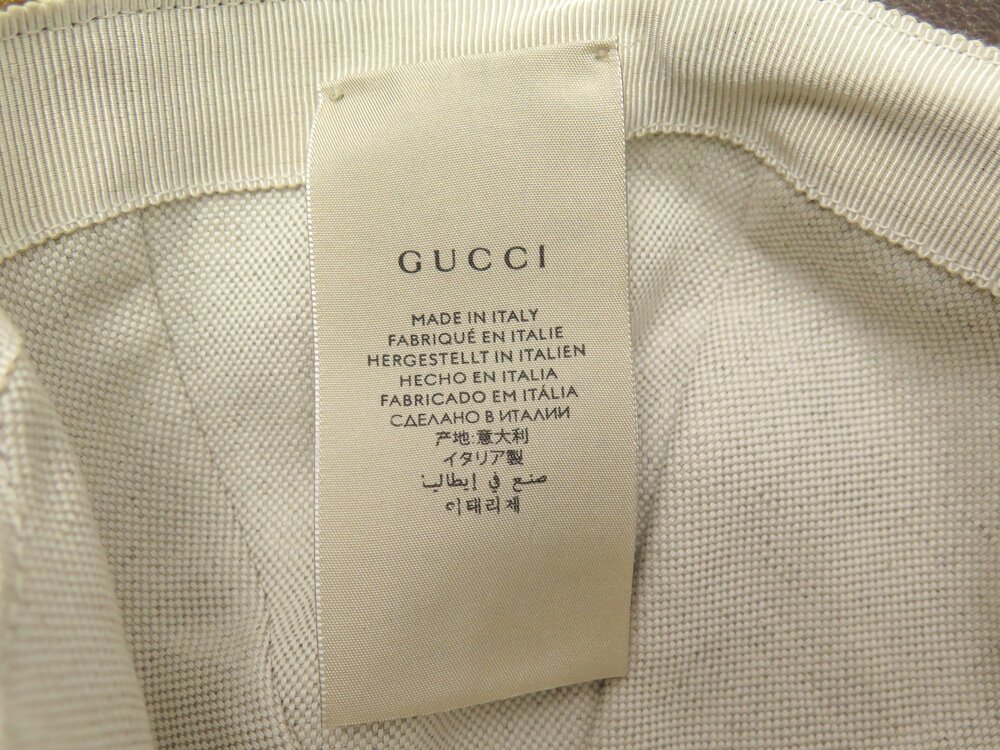 GUCCI
MADE IN ITALY
FABRIQUÉ EN ITALIE
HERGESTELLT IN ITALIEN
HECHO EN ITALIA
FABRICADO EM ITÁLIA
СДЕЛАНО В ИТАЛИИ
产地:意大利
イタリア製
صنع في إيطاليا
이태리제